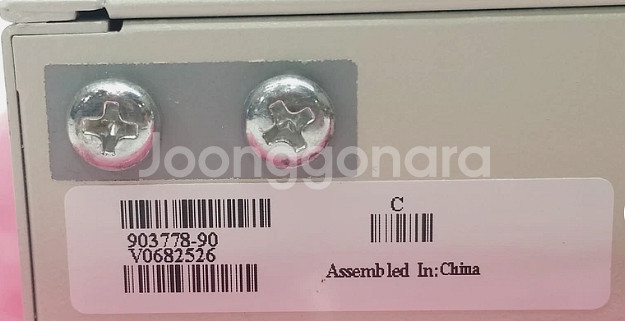 Joonggonara
C
903778-90
V0682526
Assembled In: China